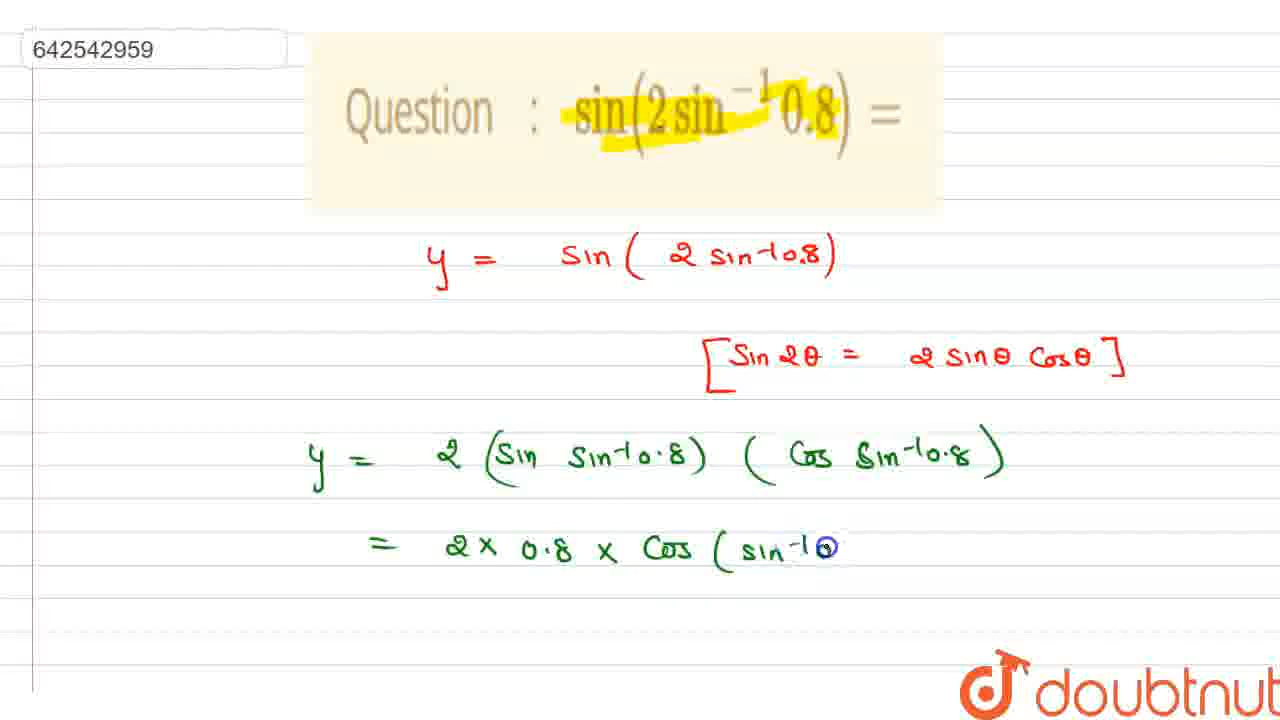 642542959
Question : sin(2 sin⁻¹ 0.8) =
y = sin ( 2 sin⁻¹0.8)
[sin 2θ = 2 sinθ cosθ]
y = 2 (sin sin⁻¹0.8) ( cos sin⁻¹0.8 )
= 2 × 0.8 × cos ( sin⁻¹0
doubtnut